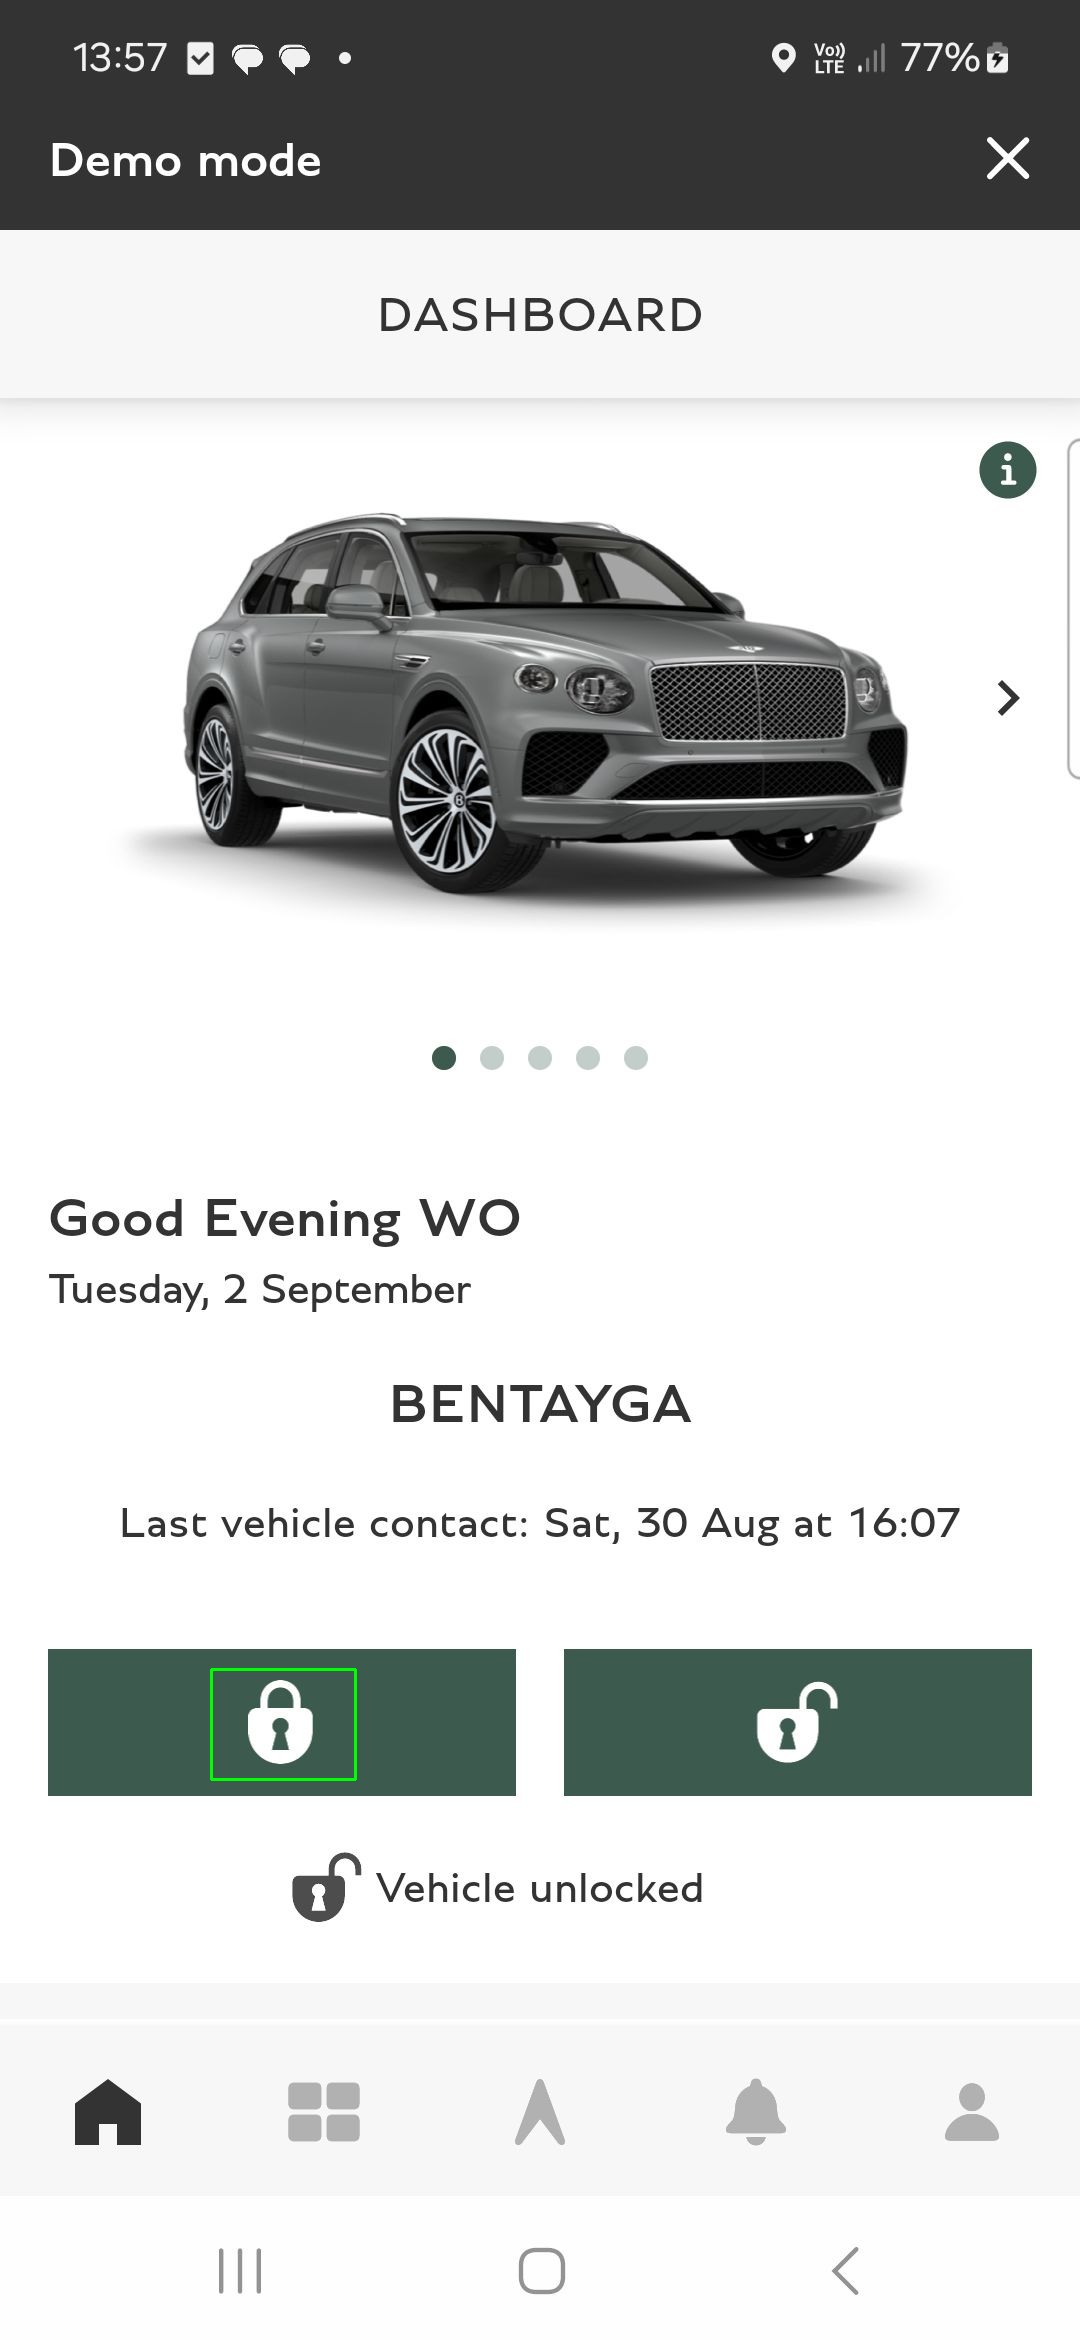 13:57
Vo)) LTE
77%
Demo mode
DASHBOARD
Good Evening WO
Tuesday, 2 September
BENTAYGA
Last vehicle contact: Sat, 30 Aug at 16:07
Vehicle unlocked